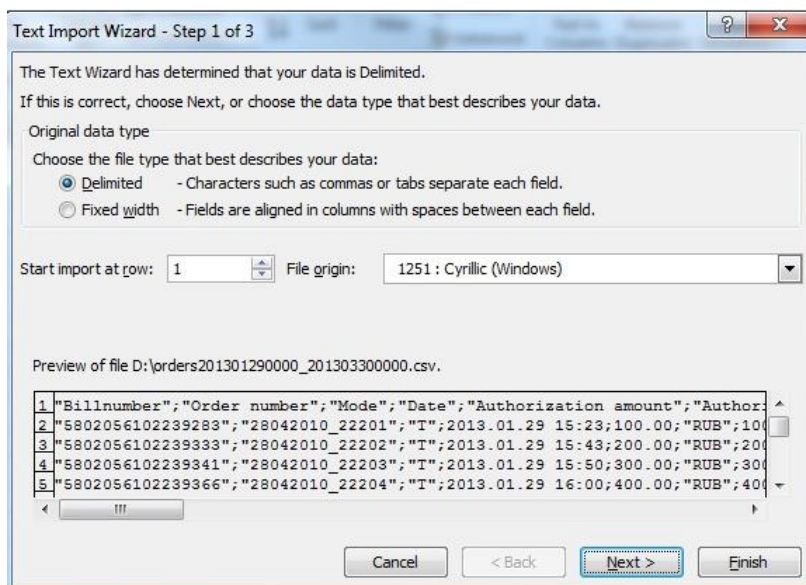 Text Import Wizard - Step 1 of 3
The Text Wizard has determined that your data is Delimited.
If this is correct, choose Next, or choose the data type that best describes your data.
Original data type
Choose the file type that best describes your data:
Delimited - Characters such as commas or tabs separate each field.
Fixed width - Fields are aligned in columns with spaces between each field.
Start import at row: 1 File origin: 1251 : Cyrillic (Windows)
Preview of file D:\orders201301290000_201303300000.csv.
1 "Billnumber";"Order number";"Mode";"Date";"Authorization amount";"Author:
2 "5802056102239283";"28042010_22201";"T";2013.01.29 15:23;100.00;"RUB";100
3 "5802056102239333";"28042010_22202";"T";2013.01.29 15:43;200.00;"RUB";200
4 "5802056102239341";"28042010_22203";"T";2013.01.29 15:50;300.00;"RUB";300
5 "5802056102239366";"28042010_22204";"T";2013.01.29 16:00;400.00;"RUB";400
Cancel < Back Next > Finish